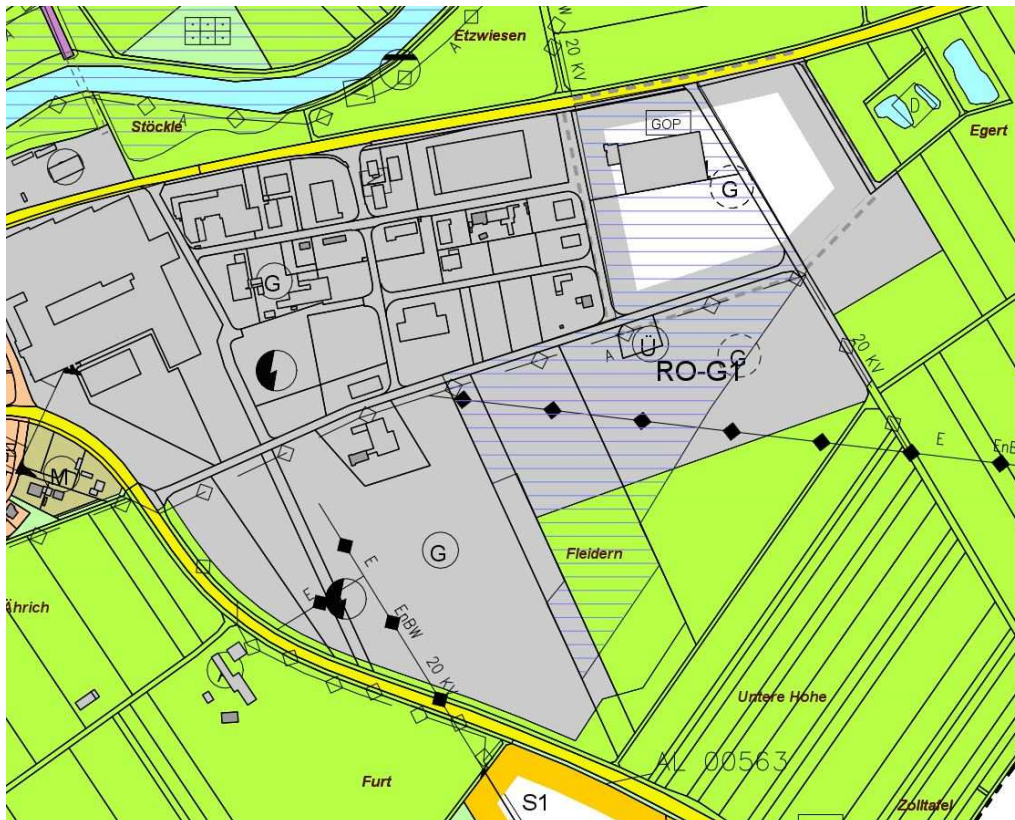 Etzwiesen
A
20 KV
Stöckle
A
GOP
D
Egert
G
G
20 KV
A
Ü
G
RO-G1
M
E
EnB
G
Fleidern
E
E
EnBW
20 KV
Ährich
Untere Hohe
AL 00563
Furt
S1
Zolltafel